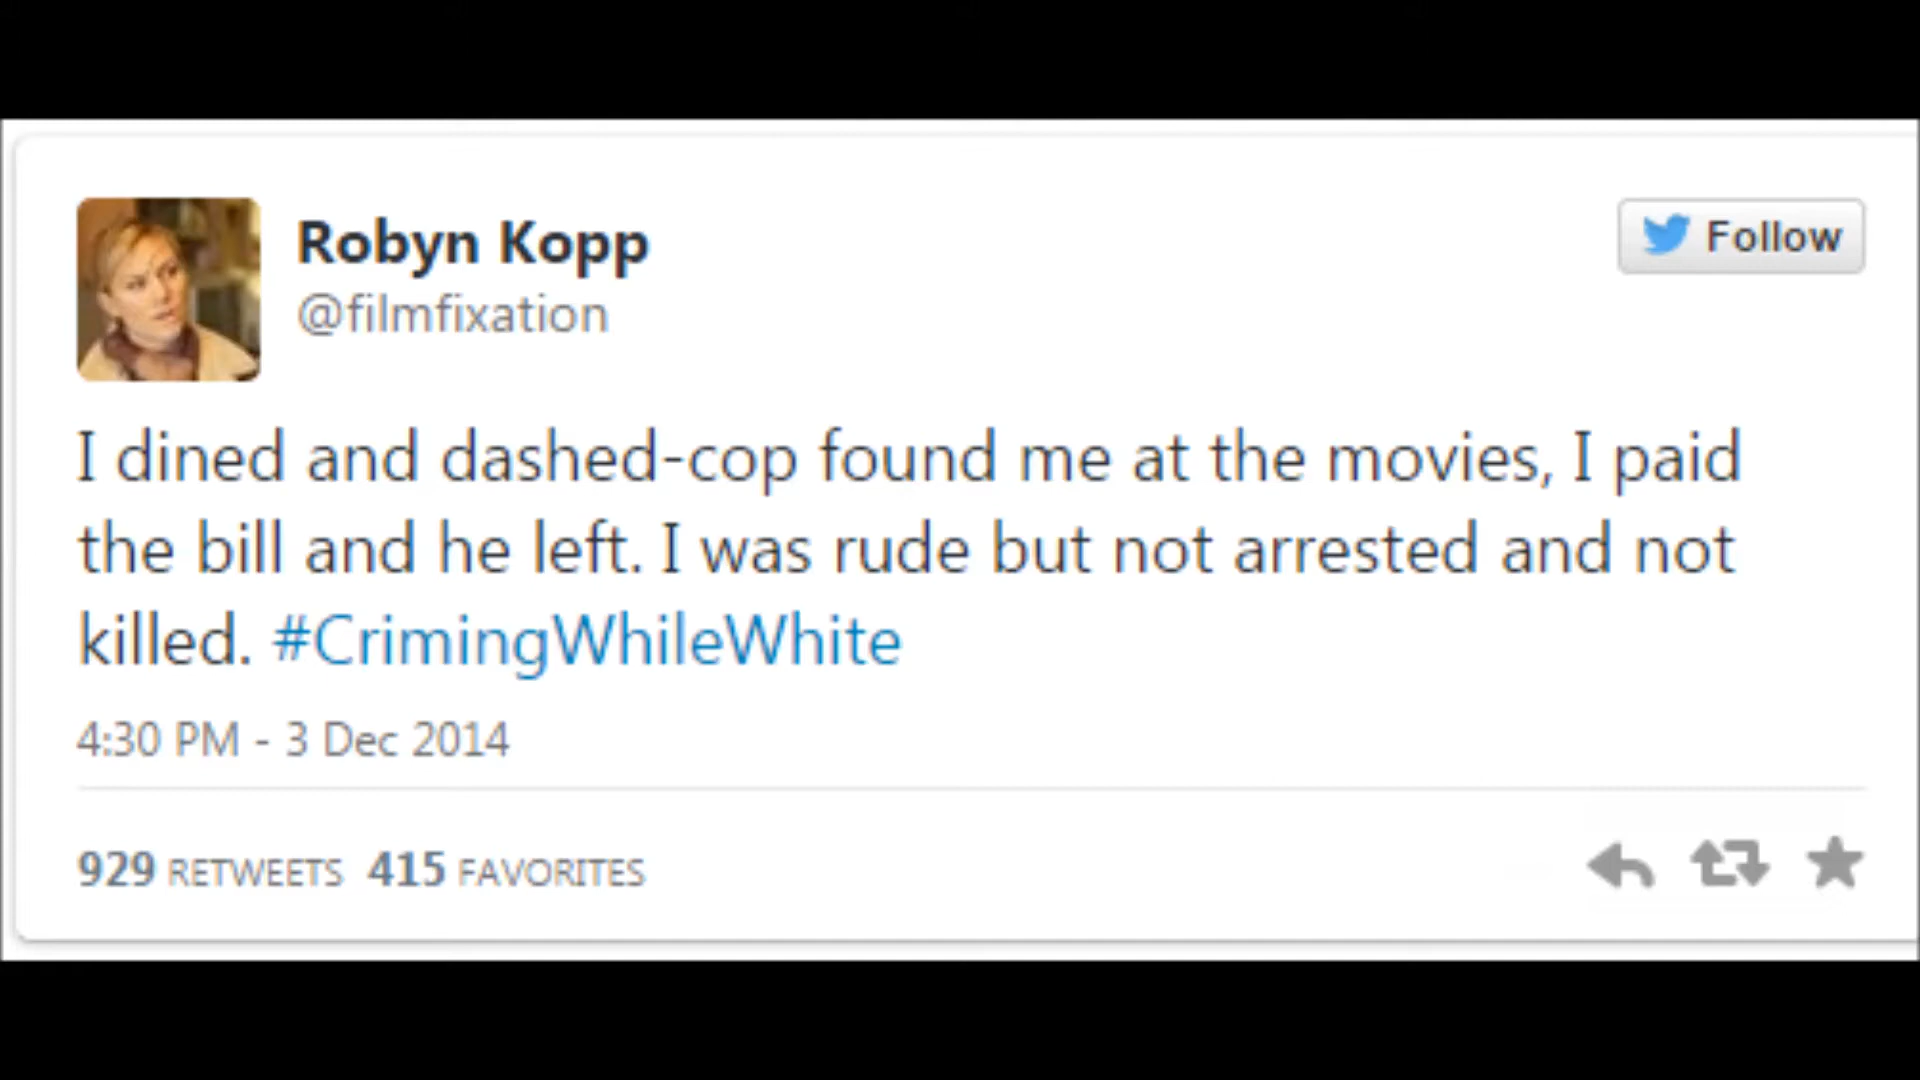 Robyn Kopp
@filmfixation
Follow
I dined and dashed-cop found me at the movies, I paid
the bill and he left. I was rude but not arrested and not
killed. #CrimingWhileWhite
4:30 PM - 3 Dec 2014
929 RETWEETS 415 FAVORITES